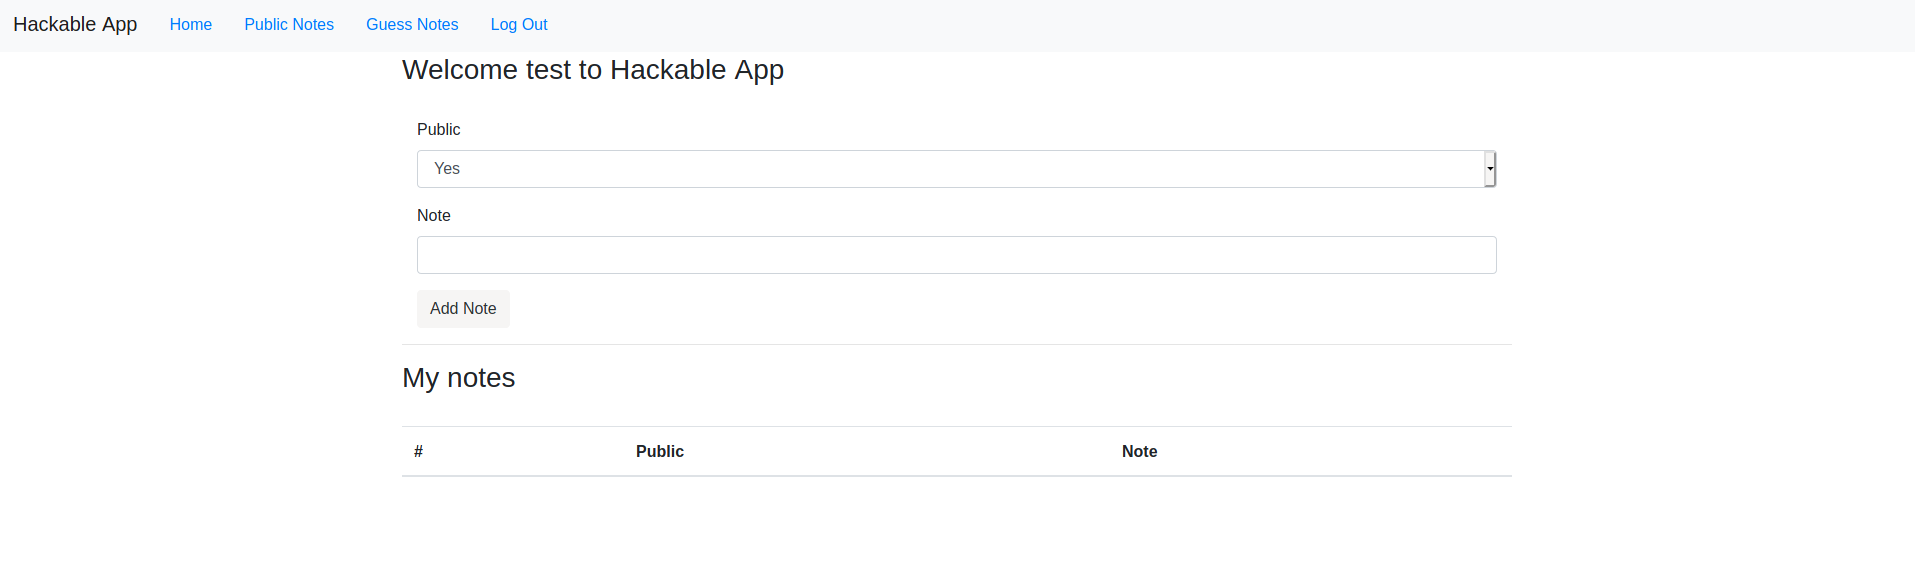 Hackable App Home Public Notes Guess Notes Log Out
Welcome test to Hackable App
Public
Yes
Note
Add Note
My notes
# Public Note